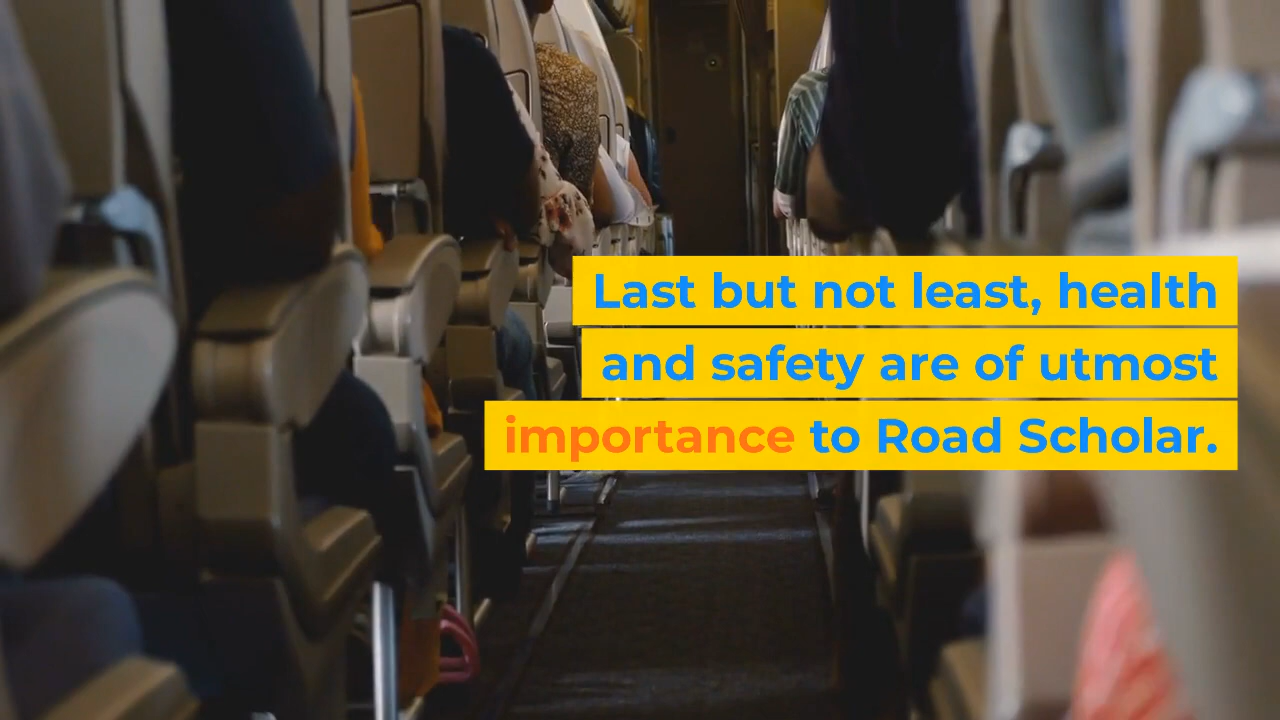 Last but not least, health
and safety are of utmost
importance to Road Scholar.